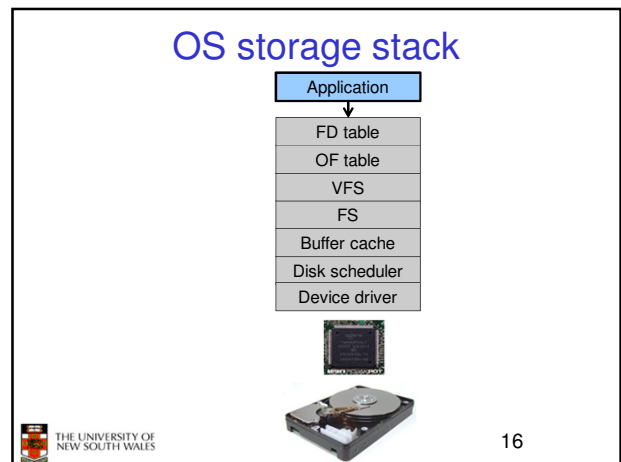 OS storage stack
Application
FD table
OF table
VFS
FS
Buffer cache
Disk scheduler
Device driver
THE UNIVERSITY OF
NEW SOUTH WALES
16